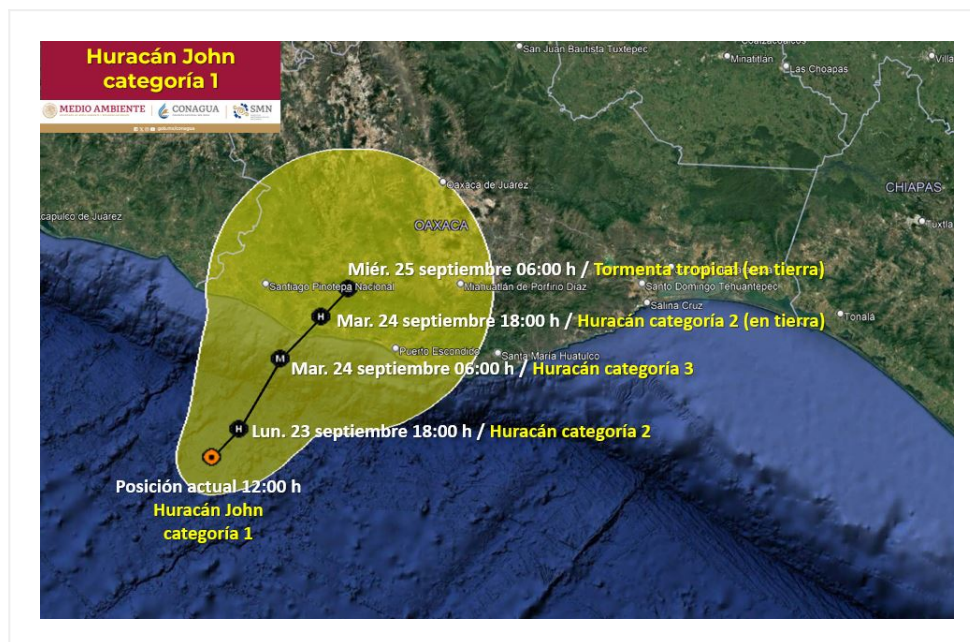 Huracán John
categoría 1
MEDIO AMBIENTE
CONAGUA
SMN
San Juan Bautista Tuxtepec
Minatitlán
Las Choapas
Villa
Oaxaca de Juárez
OAXACA
CHIAPAS
capulco de Juárez
Tuxtla
Miér. 25 septiembre 06:00 h / Tormenta tropical (en tierra)
Santiago Pinotepa Nacional
Miahuatlán de Porfirio Díaz
Santo Domingo Tehuantepec
Salina Cruz
H
Mar. 24 septiembre 18:00 h / Huracán categoría 2 (en tierra)
Tonalá
Puerto Escondido
Santa María Huatulco
M
Mar. 24 septiembre 06:00 h / Huracán categoría 3
H
Lun. 23 septiembre 18:00 h / Huracán categoría 2
Posición actual 12:00 h
Huracán John
categoría 1